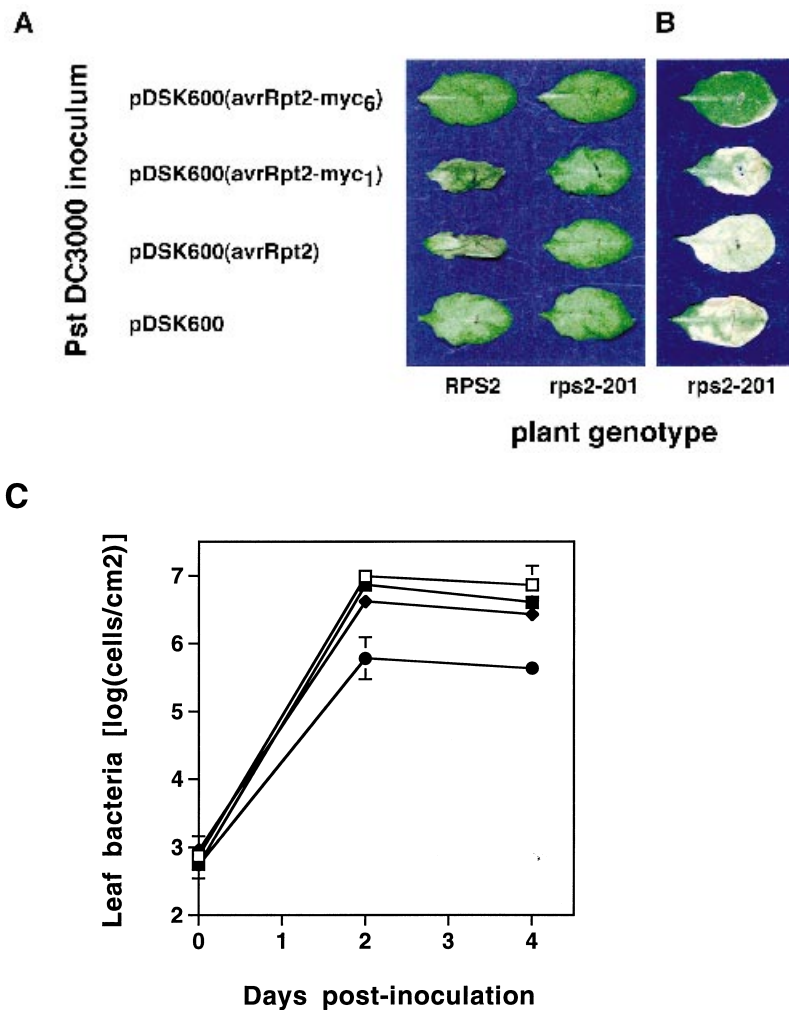 A
B
Pst DC3000 inoculum
pDSK600(avrRpt2-myc6)
pDSK600(avrRpt2-myc1)
pDSK600(avrRpt2)
pDSK600
RPS2 rps2-201 rps2-201
plant genotype
C
Leaf bacteria [log(cells/cm2)]
7
6
5
4
3
2
0 1 2 3 4
Days post-inoculation